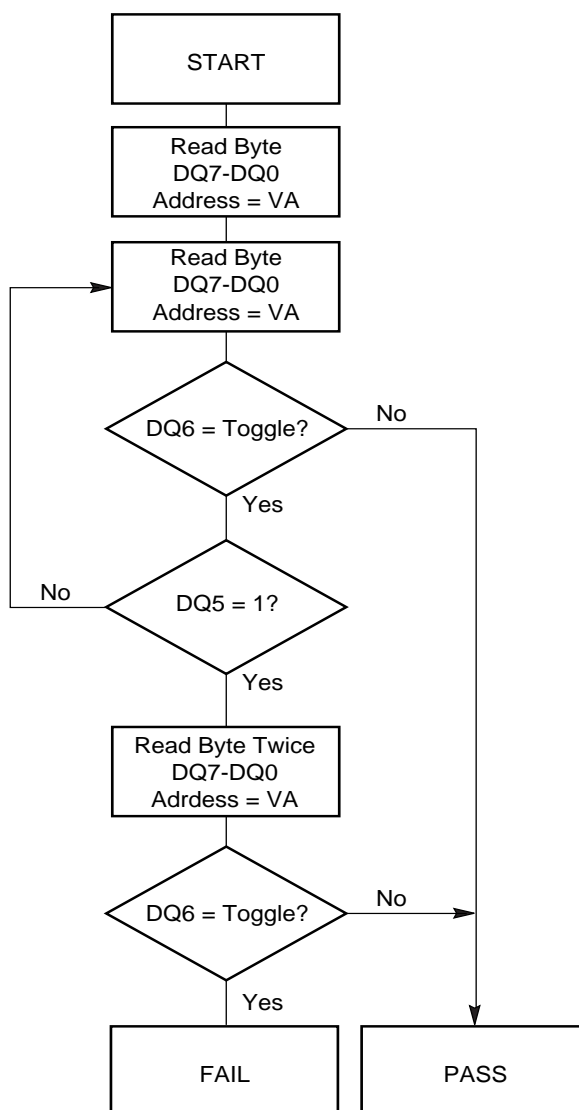 START
Read Byte
DQ7-DQ0
Address = VA
Read Byte
DQ7-DQ0
Address = VA
DQ6 = Toggle?
No
Yes
No
DQ5 = 1?
Yes
Read Byte Twice
DQ7-DQ0
Adrdess = VA
DQ6 = Toggle?
No
Yes
FAIL
PASS